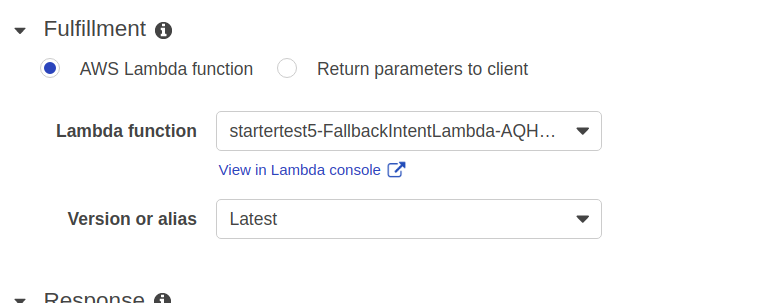 Fulfillment
AWS Lambda function Return parameters to client
Lambda function startertest5-FallbackIntentLambda-AQH…
View in Lambda console
Version or alias Latest
Response